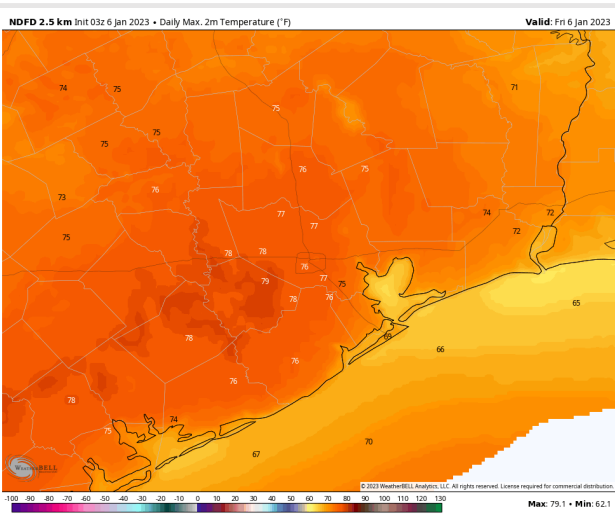 NDFD 2.5 km Init 03z 6 Jan 2023 • Daily Max. 2m Temperature (°F) Valid: Fri 6 Jan 2023
71
74 75
75
75
75
76 75
76
73
77 74 72
77 72
75
78 78
76
79 77 75
78 76 65
78 69 66
76
76
78
74
75 70
67
WEATHERBELL
© 2023 WeatherBELL Analytics, LLC. All rights reserved. License required for commercial distribution.
-100 -90 -80 -70 -60 -50 -40 -30 -20 -10 0 10 20 30 40 50 60 70 80 90 100 110 120 130
Max: 79.1 • Min: 62.1